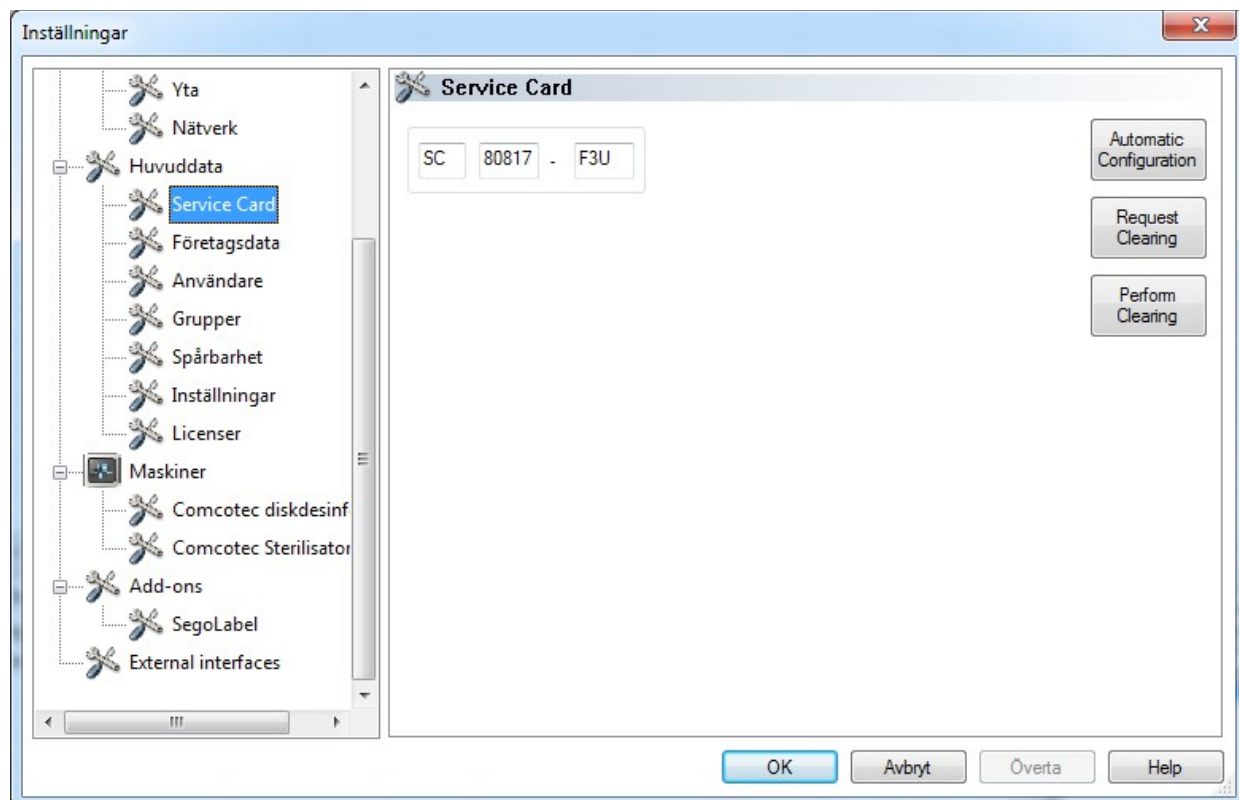 Inställningar
Yta
Nätverk
Huvuddata
Service Card
Företagsdata
Användare
Grupper
Spårbarhet
Inställningar
Licenser
Maskiner
Comcotec diskdesinf
Comcotec Sterilisator
Add-ons
SegoLabel
External interfaces
Service Card
SC 80817 - F3U
Automatic
Configuration
Request
Clearing
Perform
Clearing
OK Avbryt Överta Help